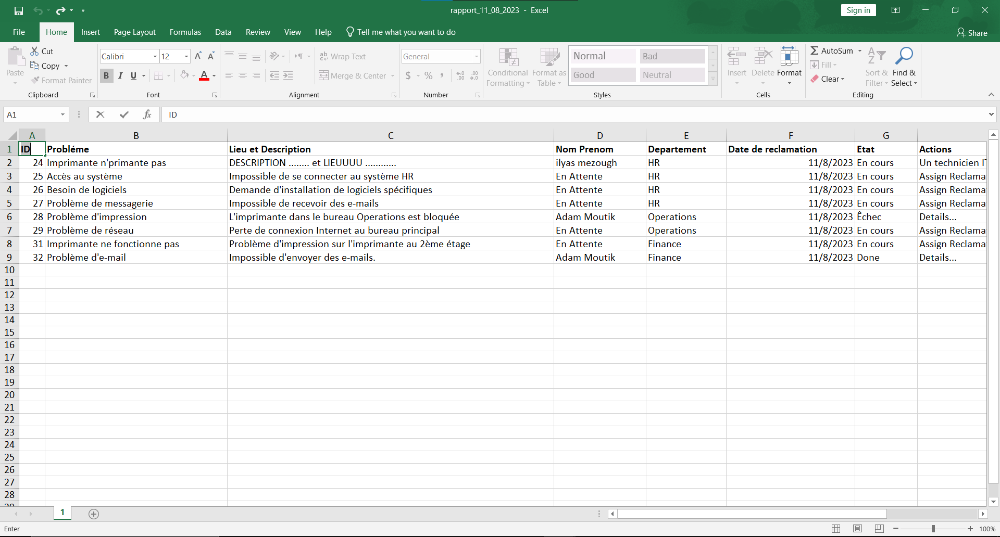 rapport_11_08_2023 - Excel
Sign in
File Home Insert Page Layout Formulas Data Review View Help Tell me what you want to do Share
Paste Cut Copy Format Painter Clipboard
Calibri 12 B I U A Font
Wrap Text Merge & Center Alignment
General $ % Number
Conditional Formatting Format as Table Normal Bad Good Neutral Styles
Insert Delete Format Cells
AutoSum Fill Clear Sort & Filter Find & Select Editing
A1 fx ID
A B C D E F G
1 ID Probléme Lieu et Description Nom Prenom Departement Date de reclamation Etat Actions
2 24 Imprimante n'primante pas DESCRIPTION ........ et LIEUUUU ............ ilyas mezough HR 11/8/2023 En cours Un technicien
3 25 Accès au système Impossible de se connecter au système HR En Attente HR 11/8/2023 En cours Assign Reclama
4 26 Besoin de logiciels Demande d'installation de logiciels spécifiques En Attente HR 11/8/2023 En cours Assign Reclama
5 27 Problème de messagerie Impossible de recevoir des e-mails En Attente HR 11/8/2023 En cours Assign Reclama
6 28 Problème d'impression L'imprimante dans le bureau Operations est bloquée Adam Moutik Operations 11/8/2023 Êchec Details...
7 29 Problème de réseau Perte de connexion Internet au bureau principal En Attente Operations 11/8/2023 En cours Assign Reclama
8 31 Imprimante ne fonctionne pas Problème d'impression sur l'imprimante au 2ème étage En Attente Finance 11/8/2023 En cours Assign Reclama
9 32 Problème d'e-mail Impossible d'envoyer des e-mails. Adam Moutik Finance 11/8/2023 Done Details...
10
11
12
13
14
15
16
17
18
19
20
21
22
23
24
25
26
27
28
1
Enter 100%